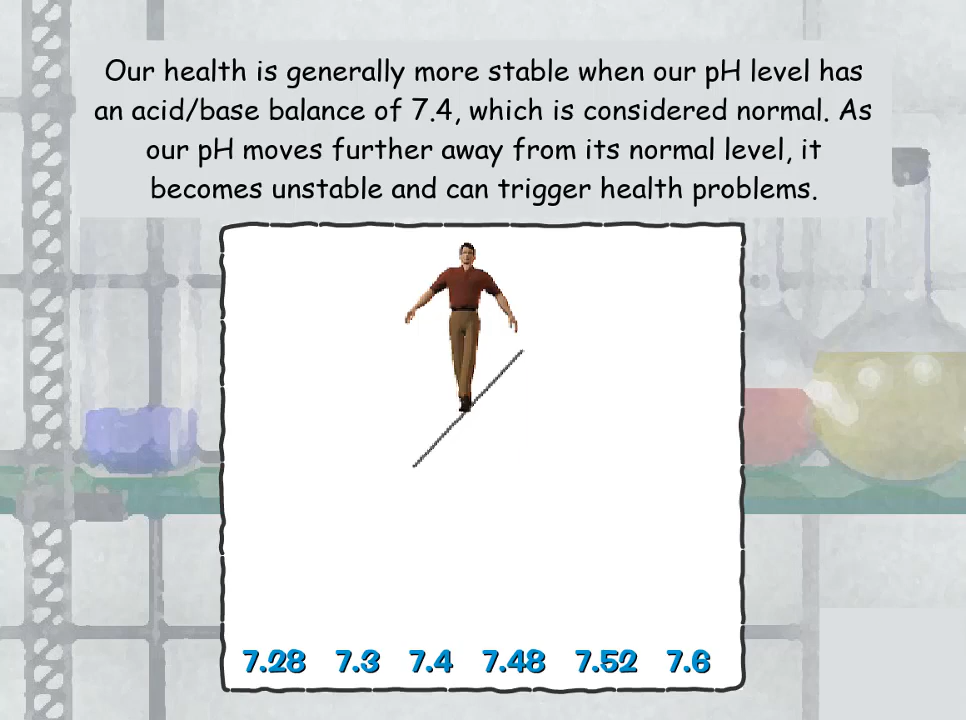 Our health is generally more stable when our pH level has
an acid/base balance of 7.4, which is considered normal. As
our pH moves further away from its normal level, it
becomes unstable and can trigger health problems.
7.28 7.3 7.4 7.48 7.52 7.6